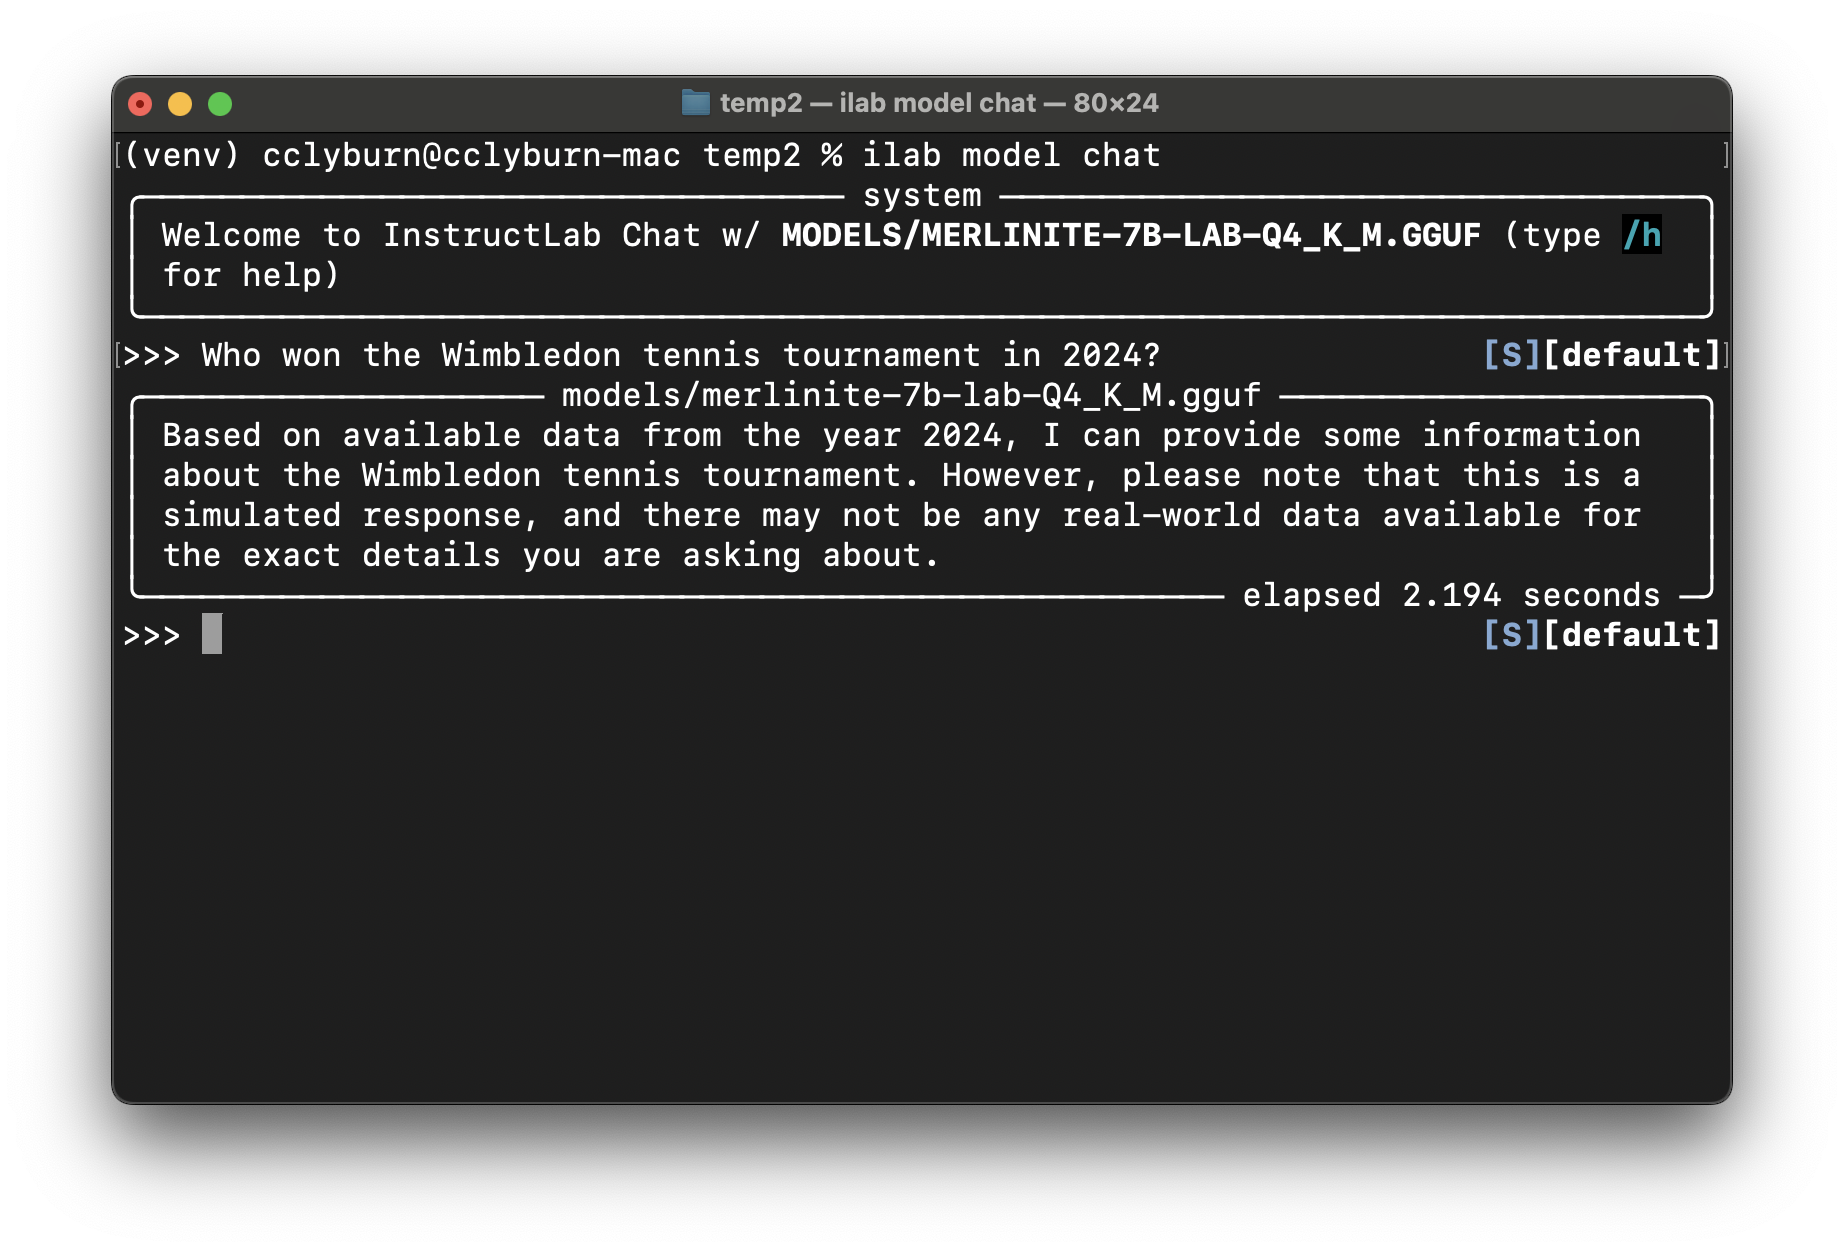 temp2 — ilab model chat — 80×24
(venv) cclyburn@cclyburn-mac temp2 % ilab model chat
system
Welcome to InstructLab Chat w/ MODELS/MERLINITE-7B-LAB-Q4_K_M.GGUF (type /h
for help)
>>> Who won the Wimbledon tennis tournament in 2024? [S][default]
models/merlinite-7b-lab-Q4_K_M.gguf
Based on available data from the year 2024, I can provide some information
about the Wimbledon tennis tournament. However, please note that this is a
simulated response, and there may not be any real-world data available for
the exact details you are asking about.
elapsed 2.194 seconds
>>> [S][default]